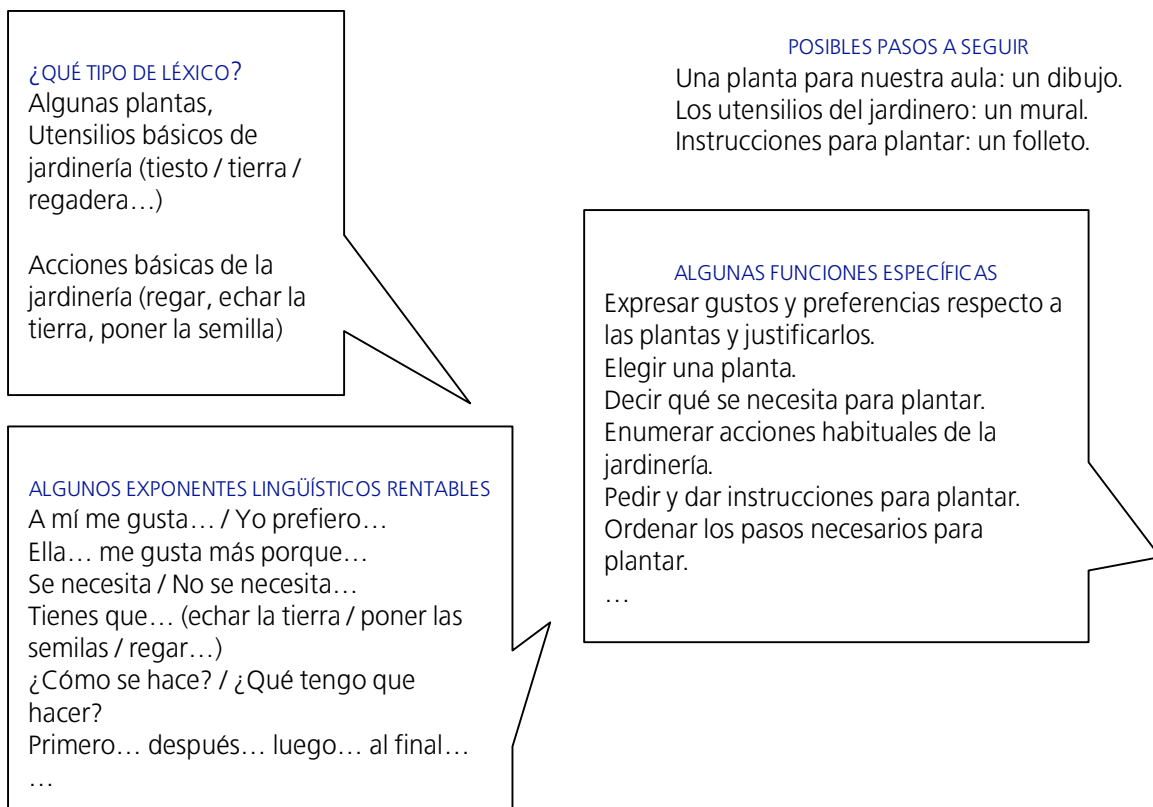 ¿QUÉ TIPO DE LÉXICO?
Algunas plantas,
Utensilios básicos de
jardinería (tiesto / tierra /
regadera…)
Acciones básicas de la
jardinería (regar, echar la
tierra, poner la semilla)
POSIBLES PASOS A SEGUIR
Una planta para nuestra aula: un dibujo.
Los utensilios del jardinero: un mural.
Instrucciones para plantar: un folleto.
ALGUNAS FUNCIONES ESPECÍFICAS
Expresar gustos y preferencias respecto a
las plantas y justificarlos.
Elegir una planta.
Decir qué se necesita para plantar.
Enumerar acciones habituales de la
jardinería.
Pedir y dar instrucciones para plantar.
Ordenar los pasos necesarios para
plantar.
…
ALGUNOS EXPONENTES LINGÜÍSTICOS RENTABLES
A mí me gusta… / Yo prefiero…
Ella… me gusta más porque…
Se necesita / No se necesita…
Tienes que… (echar la tierra / poner las
semilas / regar…)
¿Cómo se hace? / ¿Qué tengo que
hacer?
Primero… después… luego… al final…
…